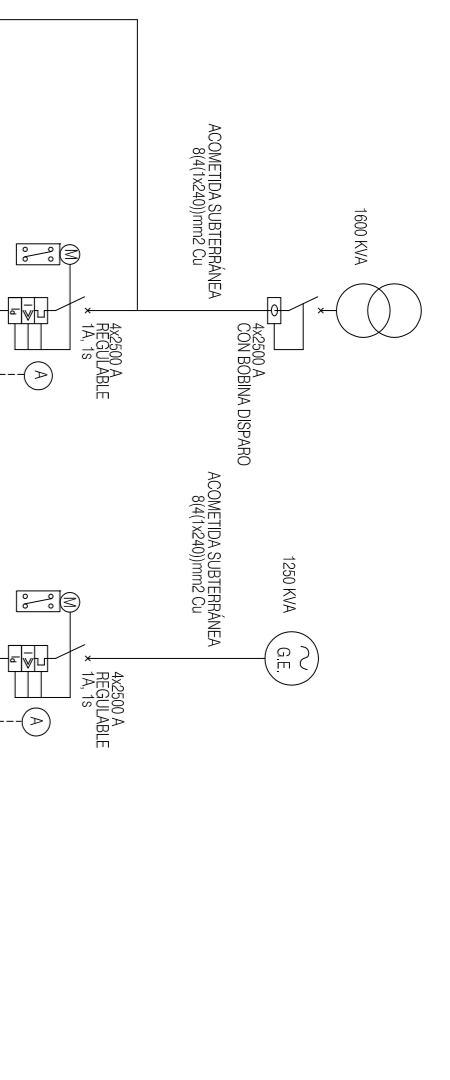 1600 KVA
ACOMETIDA SUBTERRÁNEA
8(4(1x240))mm2 Cu
4x2500 A
CON BOBINA DISPARO
M
4x2500 A
REGULABLE
1A, 1s
A
1250 KVA
G.E.
ACOMETIDA SUBTERRÁNEA
8(4(1x240))mm2 Cu
M
4x2500 A
REGULABLE
1A, 1s
A